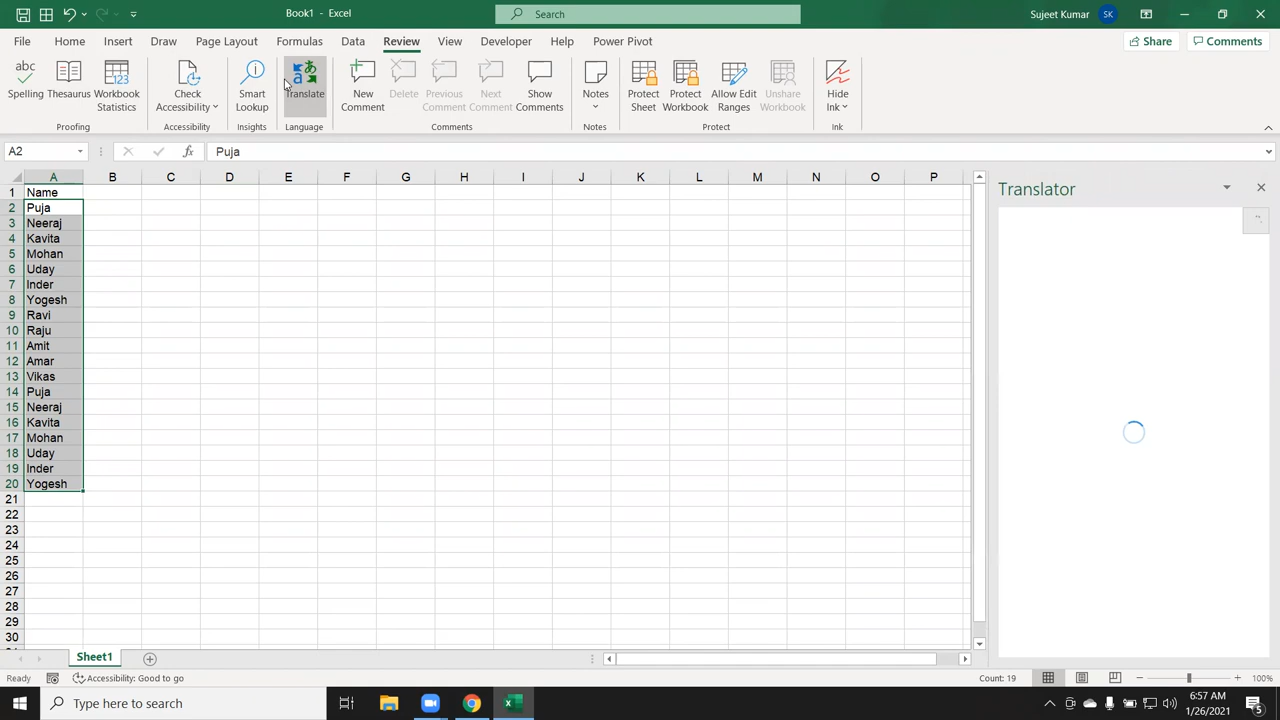 Book1 - Excel
Search
Sujeet Kumar
SK
File Home Insert Draw Page Layout Formulas Data Review View Developer Help Power Pivot
Share
Comments
Spelling Thesaurus Workbook Statistics
Check Accessibility
Smart Lookup
Translate
New Comment
Delete
Previous Comment
Next Comment
Show Comments
Notes
Protect Sheet
Protect Workbook
Allow Edit Ranges
Unshare Workbook
Hide Ink
Proofing Accessibility Insights Language Comments Notes Protect Ink
A2 fx Puja
A B C D E F G H I J K L M N O P
Translator
1 Name
2 Puja
3 Neeraj
4 Kavita
5 Mohan
6 Uday
7 Inder
8 Yogesh
9 Ravi
10 Raju
11 Amit
12 Amar
13 Vikas
14 Puja
15 Neeraj
16 Kavita
17 Mohan
18 Uday
19 Inder
20 Yogesh
21
22
23
24
25
26
27
28
29
30
Sheet1
Ready
Accessibility: Good to go
Count: 19
100%
Type here to search
6:57 AM
1/26/2021
5